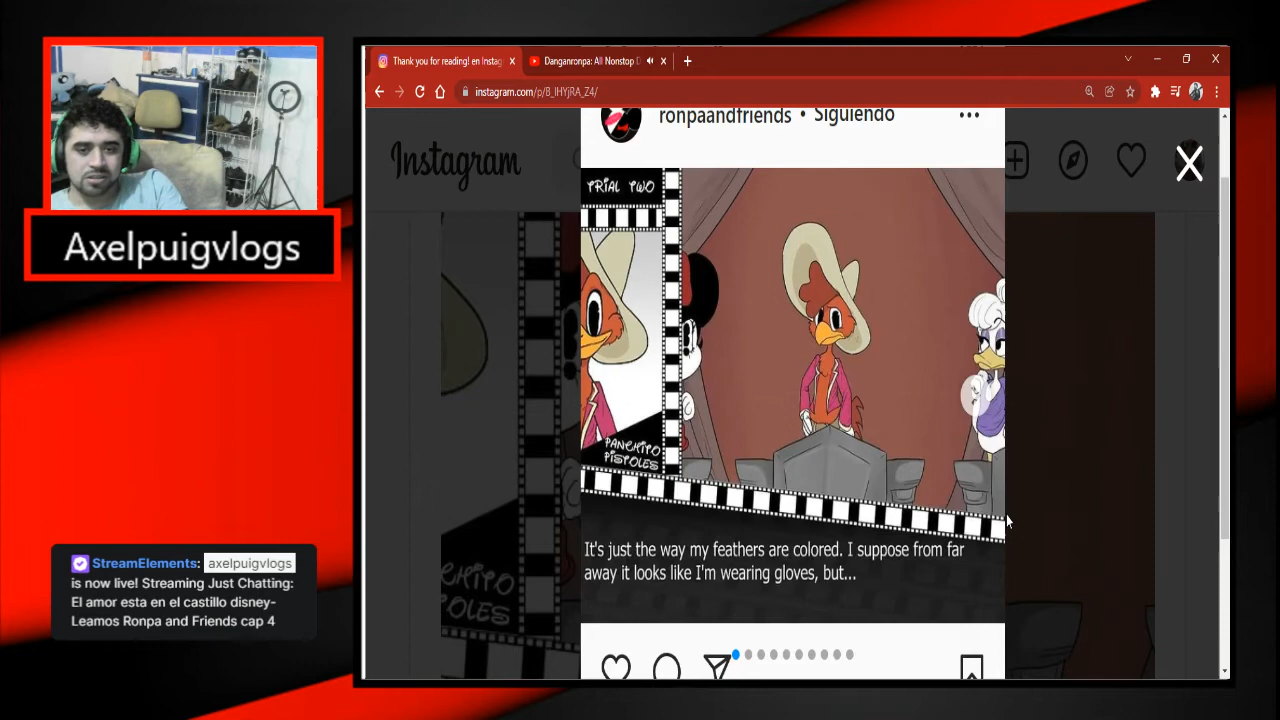 Thank you for reading! en Instag
Danganronpa: All Nonstop D
instagram.com/p/B_IHYjRA_Z4/
Instagram
ronpaandfriends • Siguiendo
X
TRIAL TWO
PANCHITO
PISTOLES
It's just the way my feathers are colored. I suppose from far
away it looks like I'm wearing gloves, but...
CHITO
OLES
Axelpuigvlogs
StreamElements: axelpuigvlogs
is now live! Streaming Just Chatting:
El amor esta en el castillo disney-
Leamos Ronpa and Friends cap 4